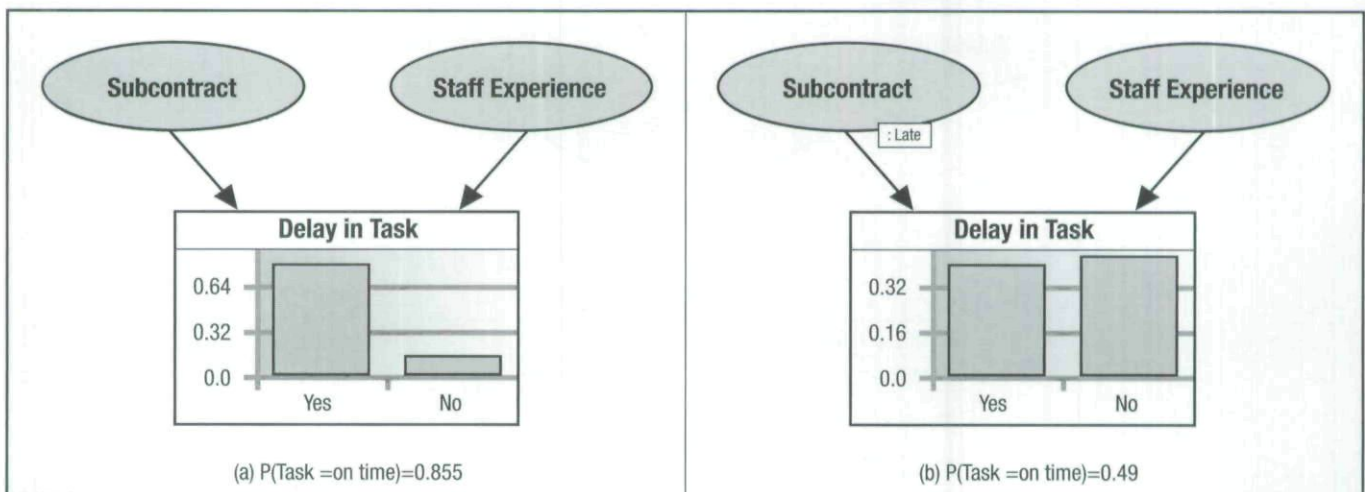 Subcontract
Staff Experience
Delay in Task
0.64
0.32
0.0
Yes
No
(a) P(Task =on time)=0.855
Subcontract
Staff Experience
: Late
Delay in Task
0.32
0.16
0.0
Yes
No
(b) P(Task =on time)=0.49